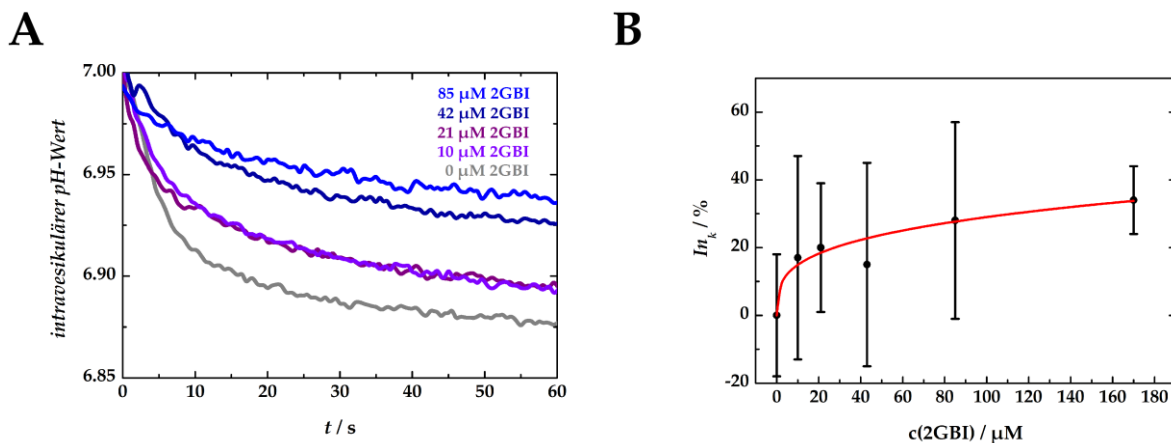 A
7.00
6.95
6.90
6.85
intravesikulärer pH-Wert
85 µM 2GBI
42 µM 2GBI
21 µM 2GBI
10 µM 2GBI
0 µM 2GBI
0 10 20 30 40 50 60
t / s
B
60
40
20
0
-20
In_k / %
0 20 40 60 80 100 120 140 160 180
c(2GBI) / µM